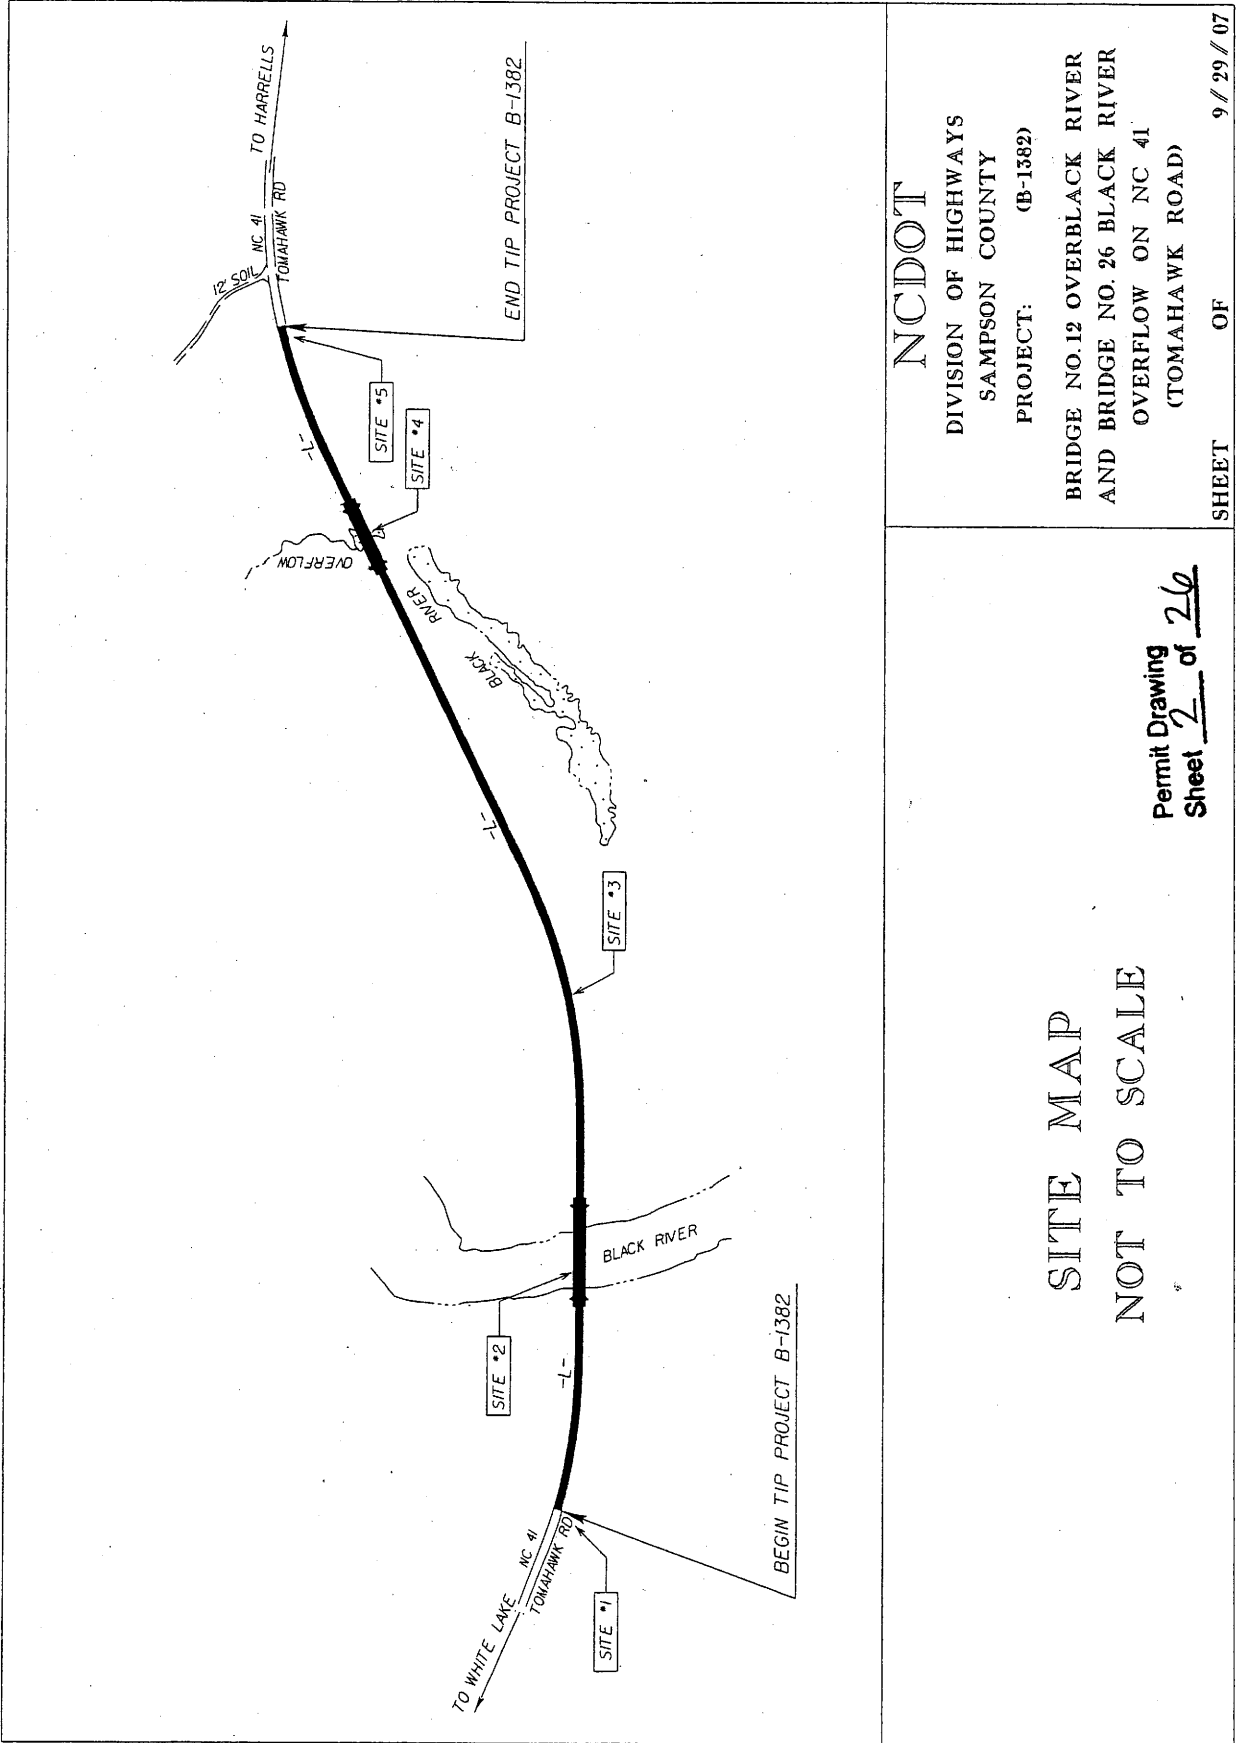 TO WHITE LAKE
NC 41
TOMAHAWK RD
SITE #1
BEGIN TIP PROJECT B-1382
-L-
SITE #2
BLACK RIVER
SITE #3
-L-
BLACK
RIVER
OVERFLOW
SITE #4
-L-
SITE #5
END TIP PROJECT B-1382
12' SOIL
NC 41
TOMAHAWK RD
TO HARRELLS
SITE MAP
NOT TO SCALE
Permit Drawing
Sheet 2 of 26
NCDOT
DIVISION OF HIGHWAYS
SAMPSON COUNTY
PROJECT: (B-1382)
BRIDGE NO.12 OVERBLACK RIVER
AND BRIDGE NO. 26 BLACK RIVER
OVERFLOW ON NC 41
(TOMAHAWK ROAD)
SHEET OF 9 / 29 / 07